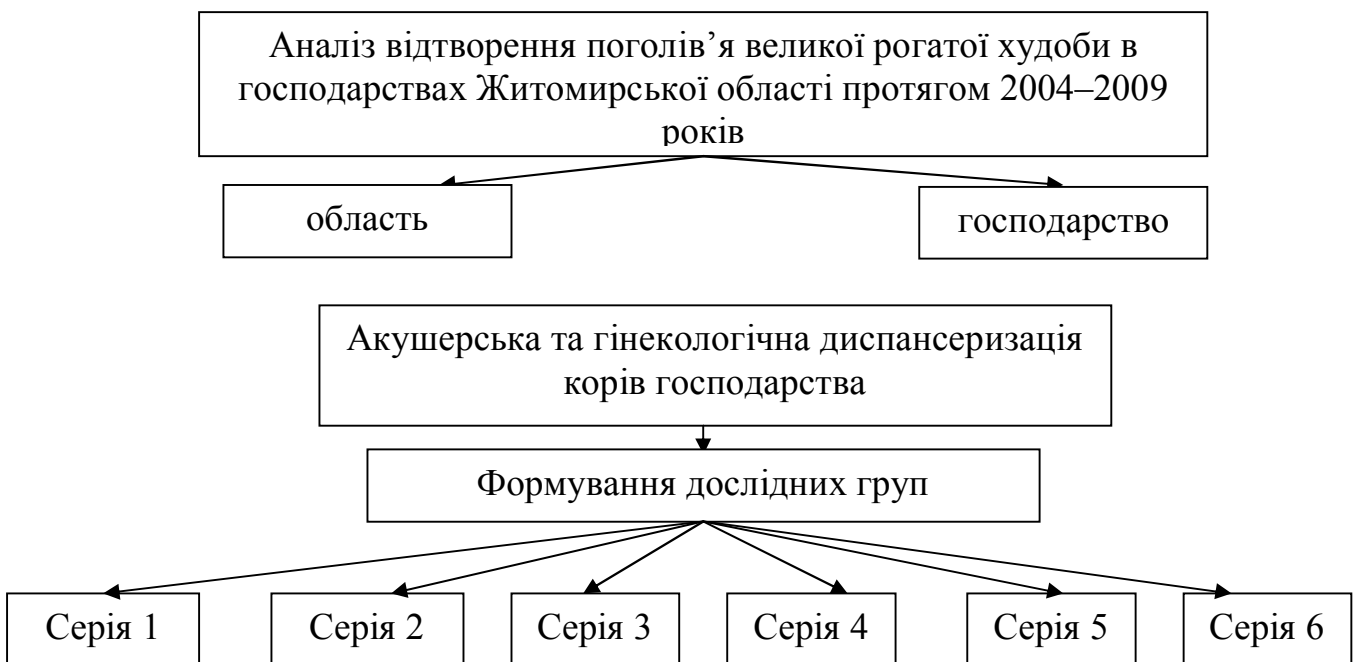 Аналіз відтворення поголів’я великої рогатої худоби в
господарствах Житомирської області протягом 2004–2009
років
область
господарство
Акушерська та гінекологічна диспансеризація
корів господарства
Формування дослідних груп
Серія 1
Серія 2
Серія 3
Серія 4
Серія 5
Серія 6